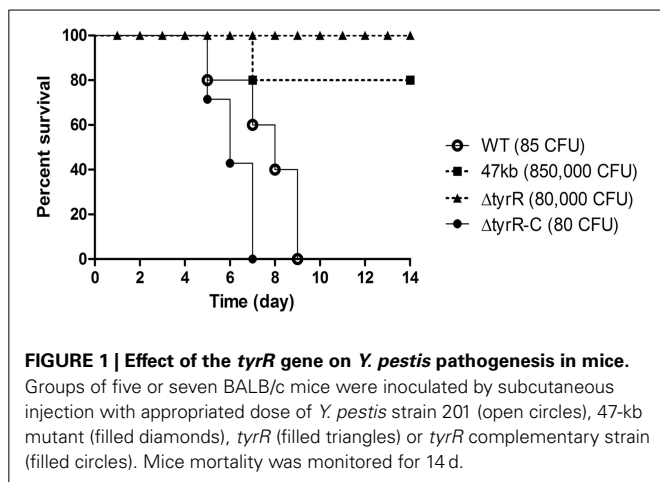 100
80
60
40
20
0
Percent survival
0 2 4 6 8 10 12 14
Time (day)
WT (85 CFU)
47kb (850,000 CFU)
ΔtyrR (80,000 CFU)
ΔtyrR-C (80 CFU)
FIGURE 1 | Effect of the tyrR gene on Y. pestis pathogenesis in mice.
Groups of five or seven BALB/c mice were inoculated by subcutaneous
injection with appropriated dose of Y. pestis strain 201 (open circles), 47-kb
mutant (filled diamonds), tyrR (filled triangles) or tyrR complementary strain
(filled circles). Mice mortality was monitored for 14 d.